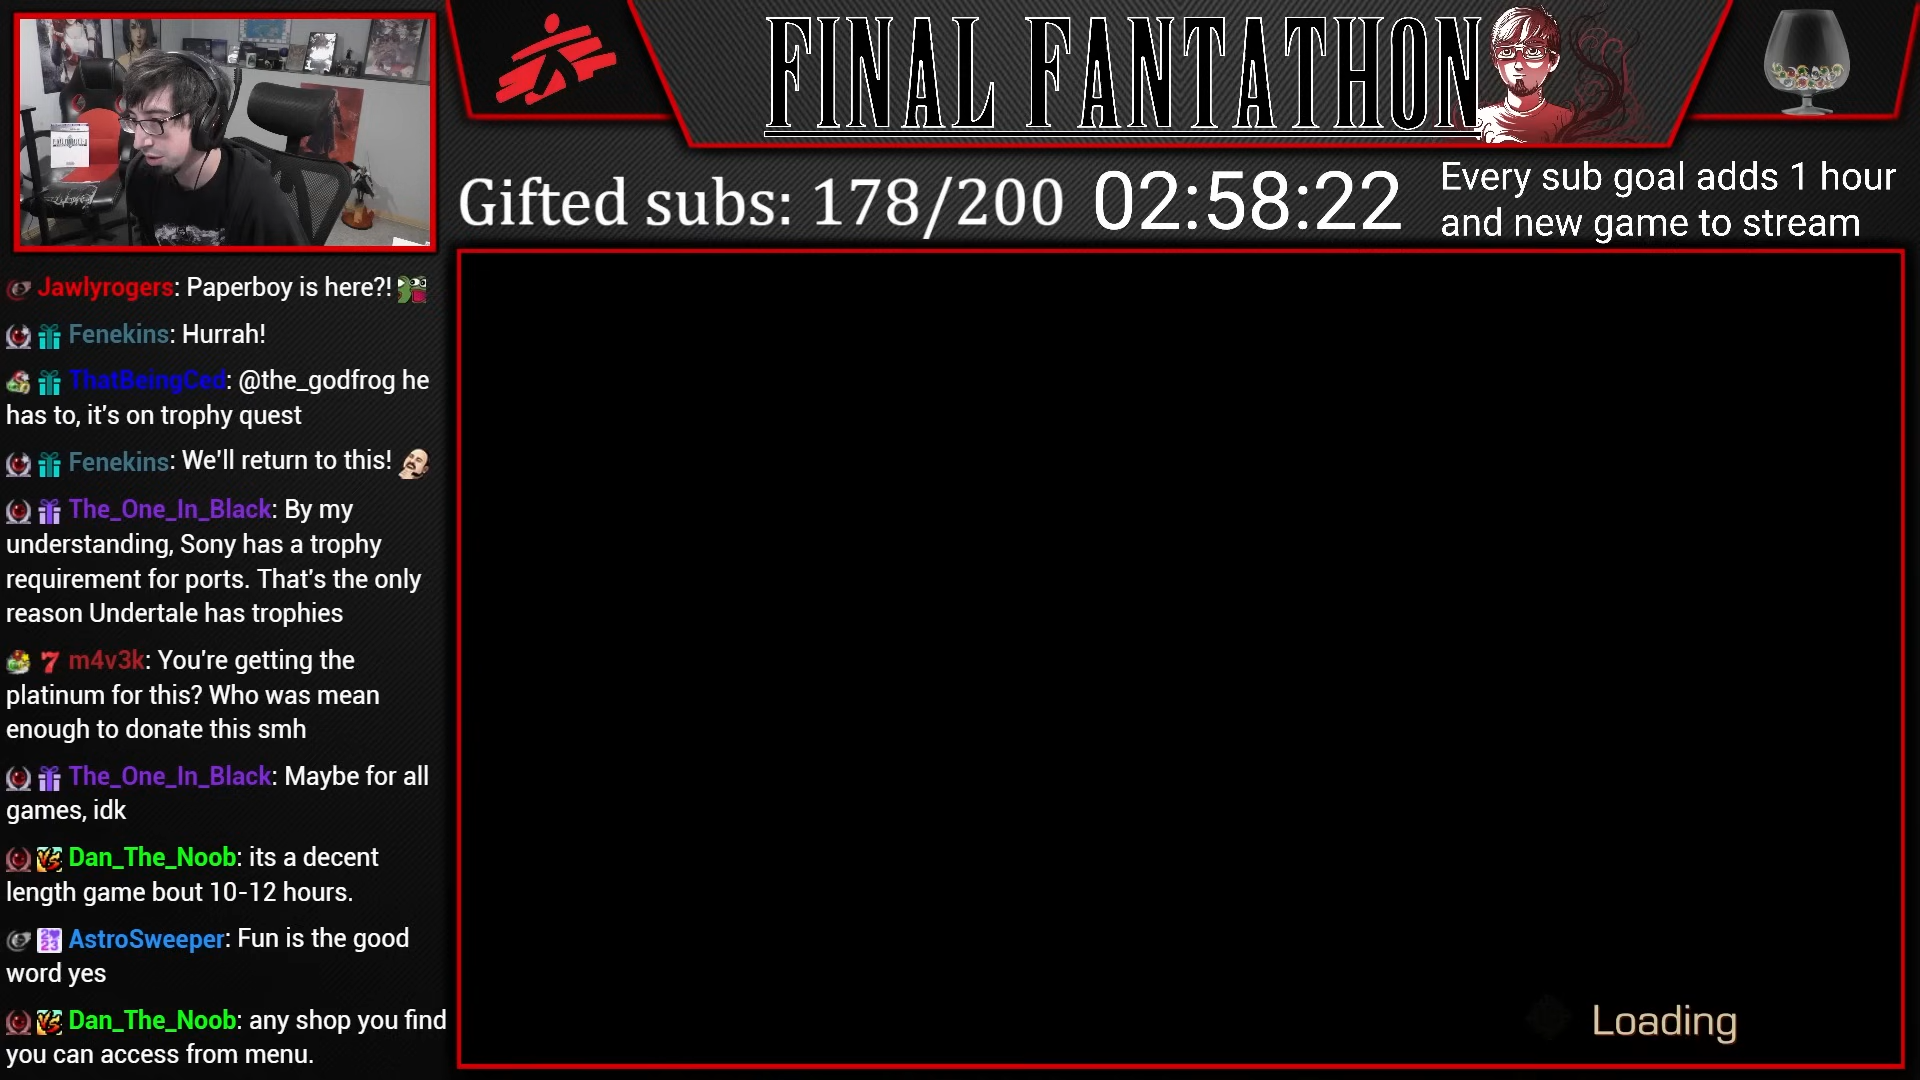 FINAL FANTATHON
Gifted subs: 178/200
02:58:22
Every sub goal adds 1 hour
and new game to stream
Jawlyrogers: Paperboy is here?!
Fenekins: Hurrah!
ThatBeingCed: @the_godfrog he
has to, it's on trophy quest
Fenekins: We'll return to this!
The_One_In_Black: By my
understanding, Sony has a trophy
requirement for ports. That's the only
reason Undertale has trophies
m4v3k: You're getting the
platinum for this? Who was mean
enough to donate this smh
The_One_In_Black: Maybe for all
games, idk
Dan_The_Noob: its a decent
length game bout 10-12 hours.
AstroSweeper: Fun is the good
word yes
Dan_The_Noob: any shop you find
you can access from menu.
Loading